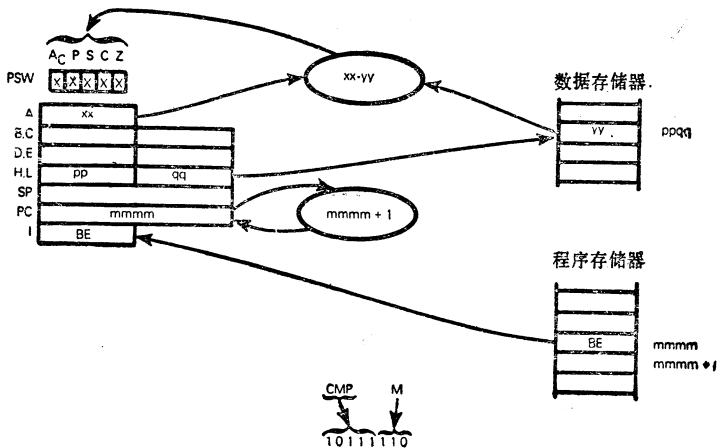 A_C P S C Z
PSW X X X X X
xx-yy
数据存储器
A xx
B,C
yy ppqq
D,E
H,L pp qq
SP
PC mmmm
mmmm + 1
I BE
程序存储器
BE mmmm
mmmm + 1
CMP M
10111110